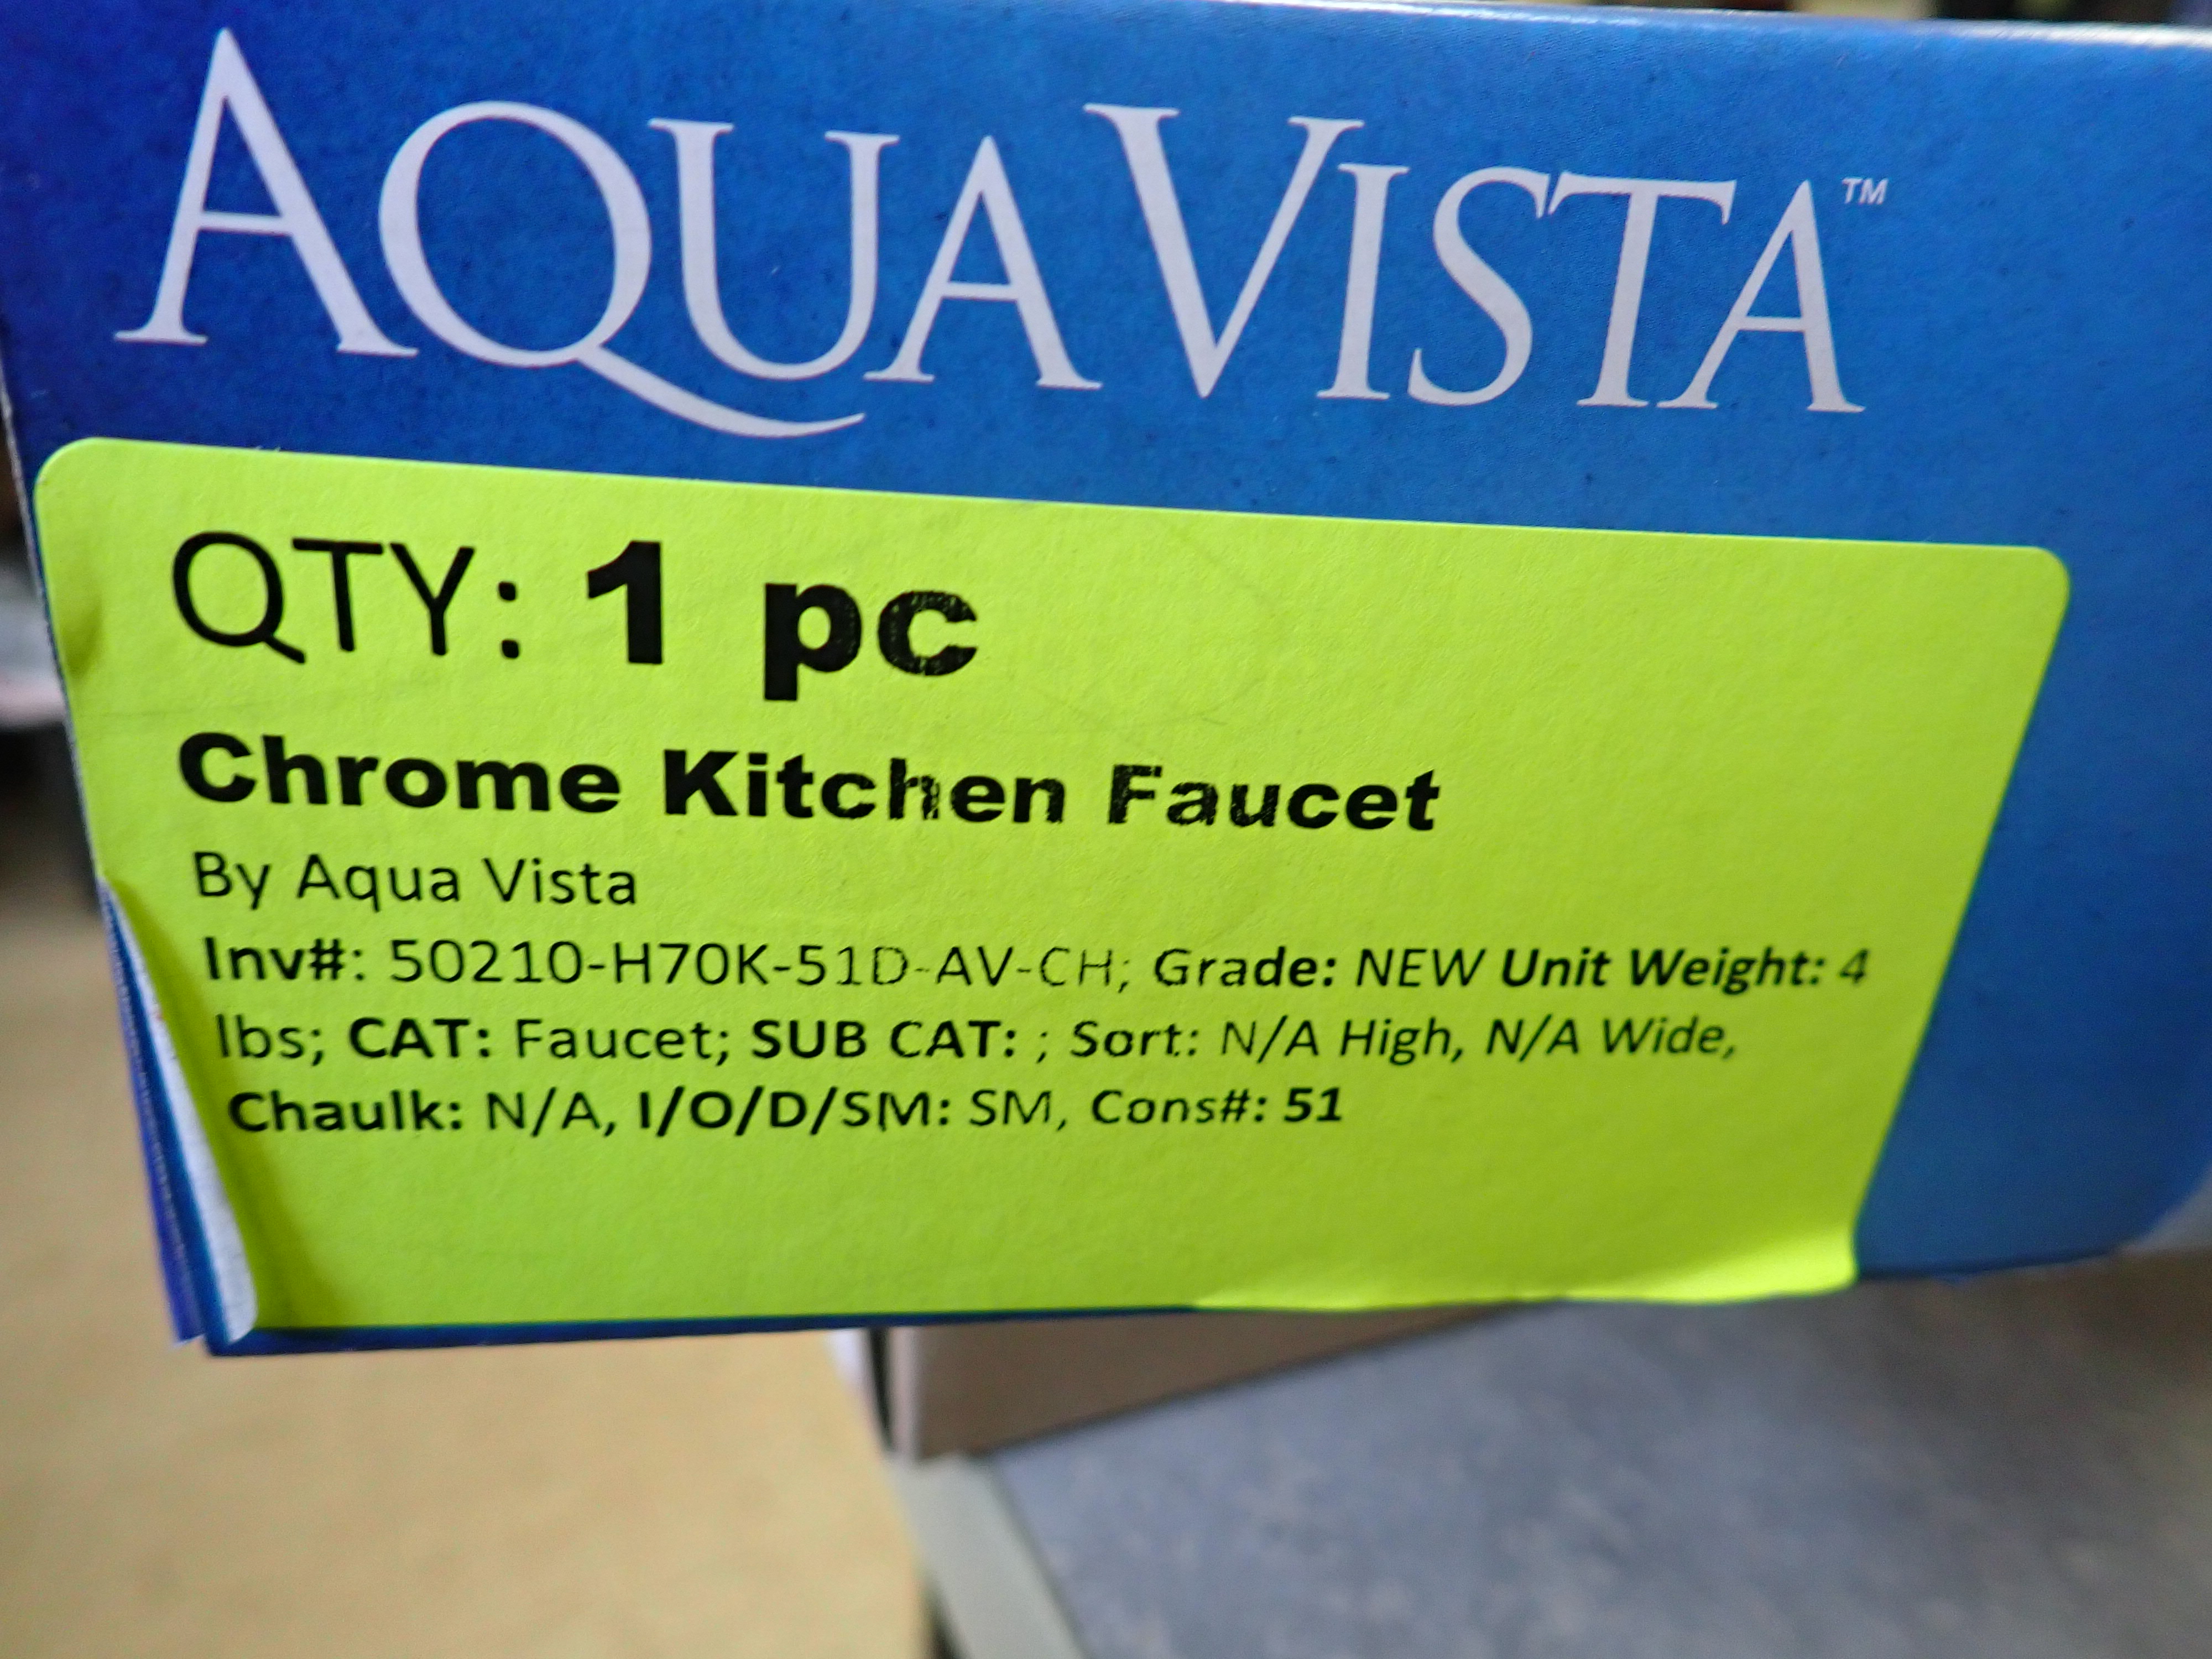 AQUAVISTA™
QTY: 1 pc
Chrome Kitchen Faucet
By Aqua Vista
Inv#: 50210-H70K-51D-AV-CH; Grade: NEW Unit Weight: 4
lbs; CAT: Faucet; SUB CAT: ; Sort: N/A High, N/A Wide,
Chaulk: N/A, I/O/D/SM: SM, Cons#: 51